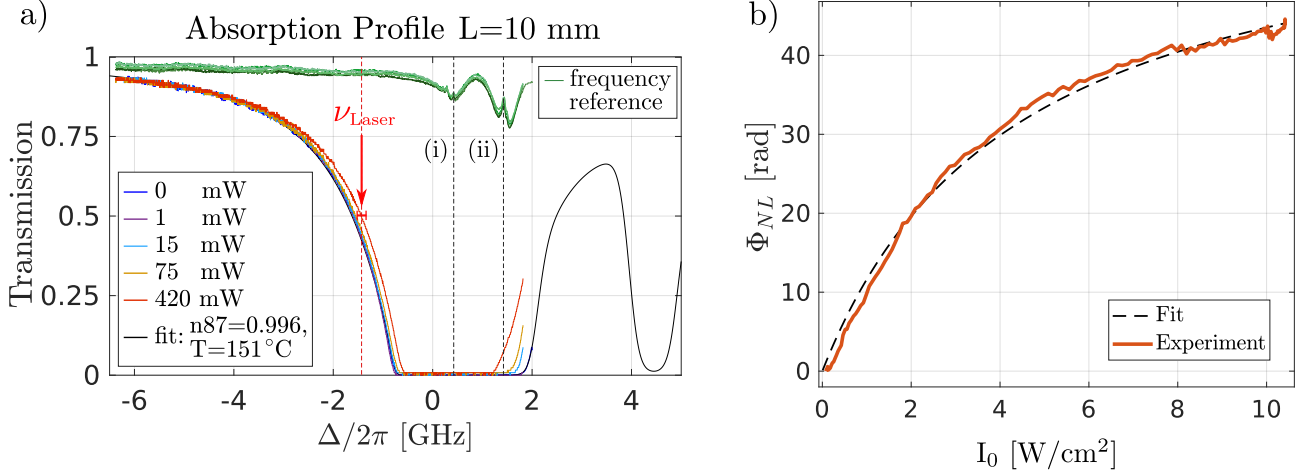 a)
Absorption Profile L=10 mm
Transmission
1
0.75
0.5
0.25
0
-6
-4
-2
0
2
4
Δ/2π [GHz]
frequency
reference
ν_Laser
(i)
(ii)
0 mW
1 mW
15 mW
75 mW
420 mW
fit: n87=0.996,
T=151°C
b)
Φ_NL [rad]
40
30
20
10
0
0
2
4
6
8
10
I₀ [W/cm²]
Fit
Experiment